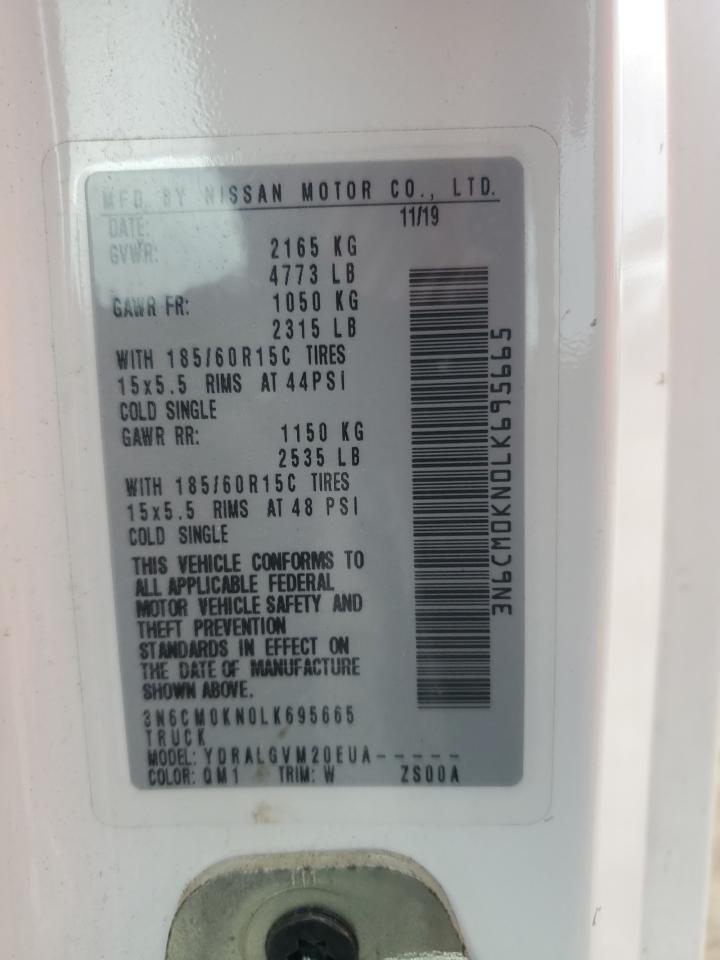 MFD BY NISSAN MOTOR CO., LTD.
DATE: 11/19
GVWR: 2165 KG
4773 LB
GAWR FR: 1050 KG
2315 LB
WITH 185/60R15C TIRES
15x5.5 RIMS AT 44PSI
COLD SINGLE
GAWR RR: 1150 KG
2535 LB
WITH 185/60R15C TIRES
15x5.5 RIMS AT 48 PSI
COLD SINGLE
THIS VEHICLE CONFORMS TO
ALL APPLICABLE FEDERAL
MOTOR VEHICLE SAFETY AND
THEFT PREVENTION
STANDARDS IN EFFECT ON
THE DATE OF MANUFACTURE
SHOWN ABOVE.
3N6CM0KN0LK695665
TRUCK
MODEL: YDRALGVM20EUA-----
COLOR: QM1 TRIM: W ZS00A
3N6CM0KN0LK695665